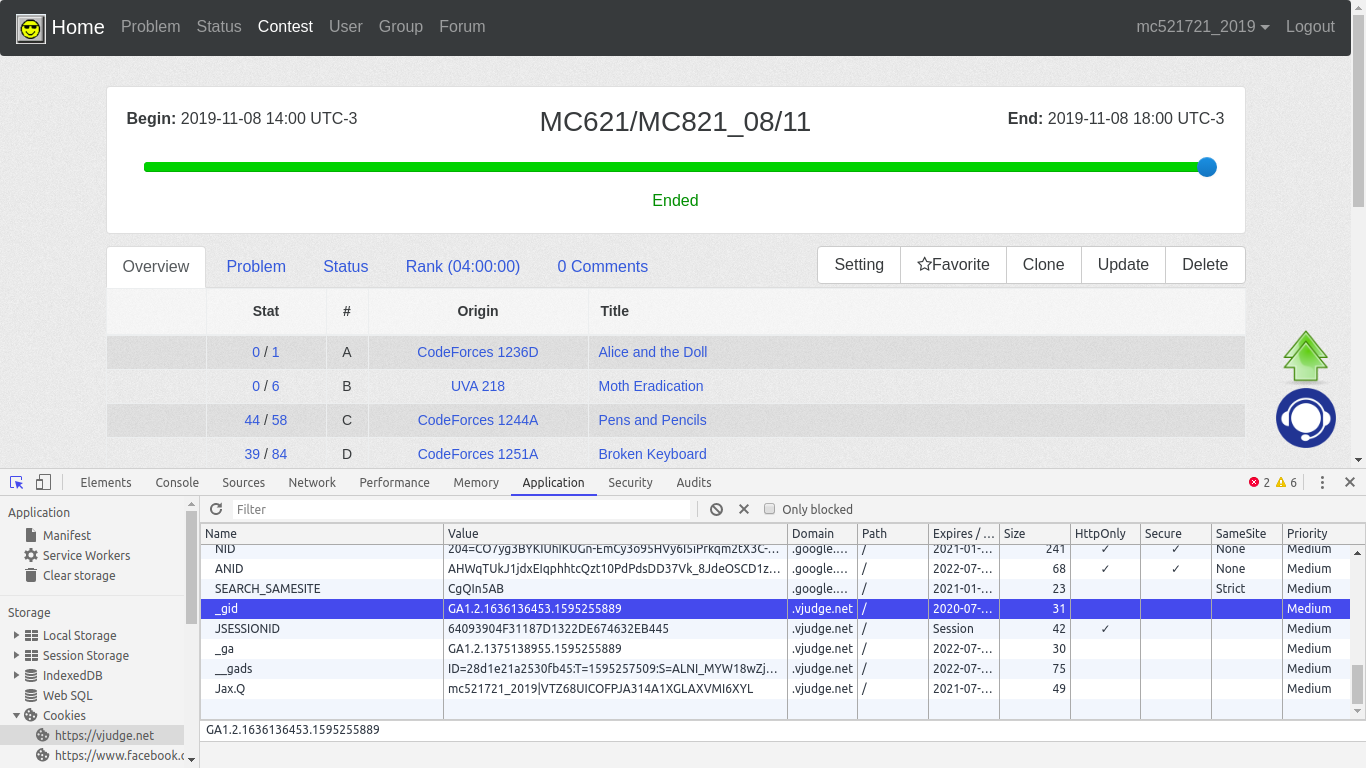 Home Problem Status Contest User Group Forum mc521721_2019 Logout
Begin: 2019-11-08 14:00 UTC-3 MC621/MC821_08/11 End: 2019-11-08 18:00 UTC-3
Ended
Overview Problem Status Rank (04:00:00) 0 Comments Setting Favorite Clone Update Delete
Stat # Origin Title
0 / 1 A CodeForces 1236D Alice and the Doll
0 / 6 B UVA 218 Moth Eradication
44 / 58 C CodeForces 1244A Pens and Pencils
39 / 84 D CodeForces 1251A Broken Keyboard
Elements Console Sources Network Performance Memory Application Security Audits 2 6
Application
Manifest
Service Workers
Clear storage
Storage
Local Storage
Session Storage
IndexedDB
Web SQL
Cookies
https://vjudge.net
https://www.facebook.c
Filter Only blocked
Name Value Domain Path Expires / ... Size HttpOnly Secure SameSite Priority
NID 204=CO7yg3BYKIUhIKUGn-EmCy3o95HVy6I5iPrkqm2tX3C-... .google.... / 2021-01-... 241 ✓ ✓ None Medium
ANID AHWqTUkJ1jdxEIqphhtcQzt10PdPdsDD37Vk_8JdeOSCD1z... .google.... / 2022-07-... 68 ✓ ✓ None Medium
SEARCH_SAMESITE CgQIn5AB .google.... / 2021-01-... 23 Strict Medium
_gid GA1.2.1636136453.1595255889 .vjudge.net / 2020-07-... 31 Medium
JSESSIONID 64093904F31187D1322DE674632EB445 .vjudge.net / Session 42 ✓ Medium
_ga GA1.2.1375138955.1595255889 .vjudge.net / 2022-07-... 30 Medium
__gads ID=28d1e21a2530fb45:T=1595257509:S=ALNI_MYW18wZj... .vjudge.net / 2022-07-... 75 Medium
Jax.Q mc521721_2019|VTZ68UICOFPJA314A1XGLAXVMI6XYL .vjudge.net / 2021-07-... 49 Medium
GA1.2.1636136453.1595255889